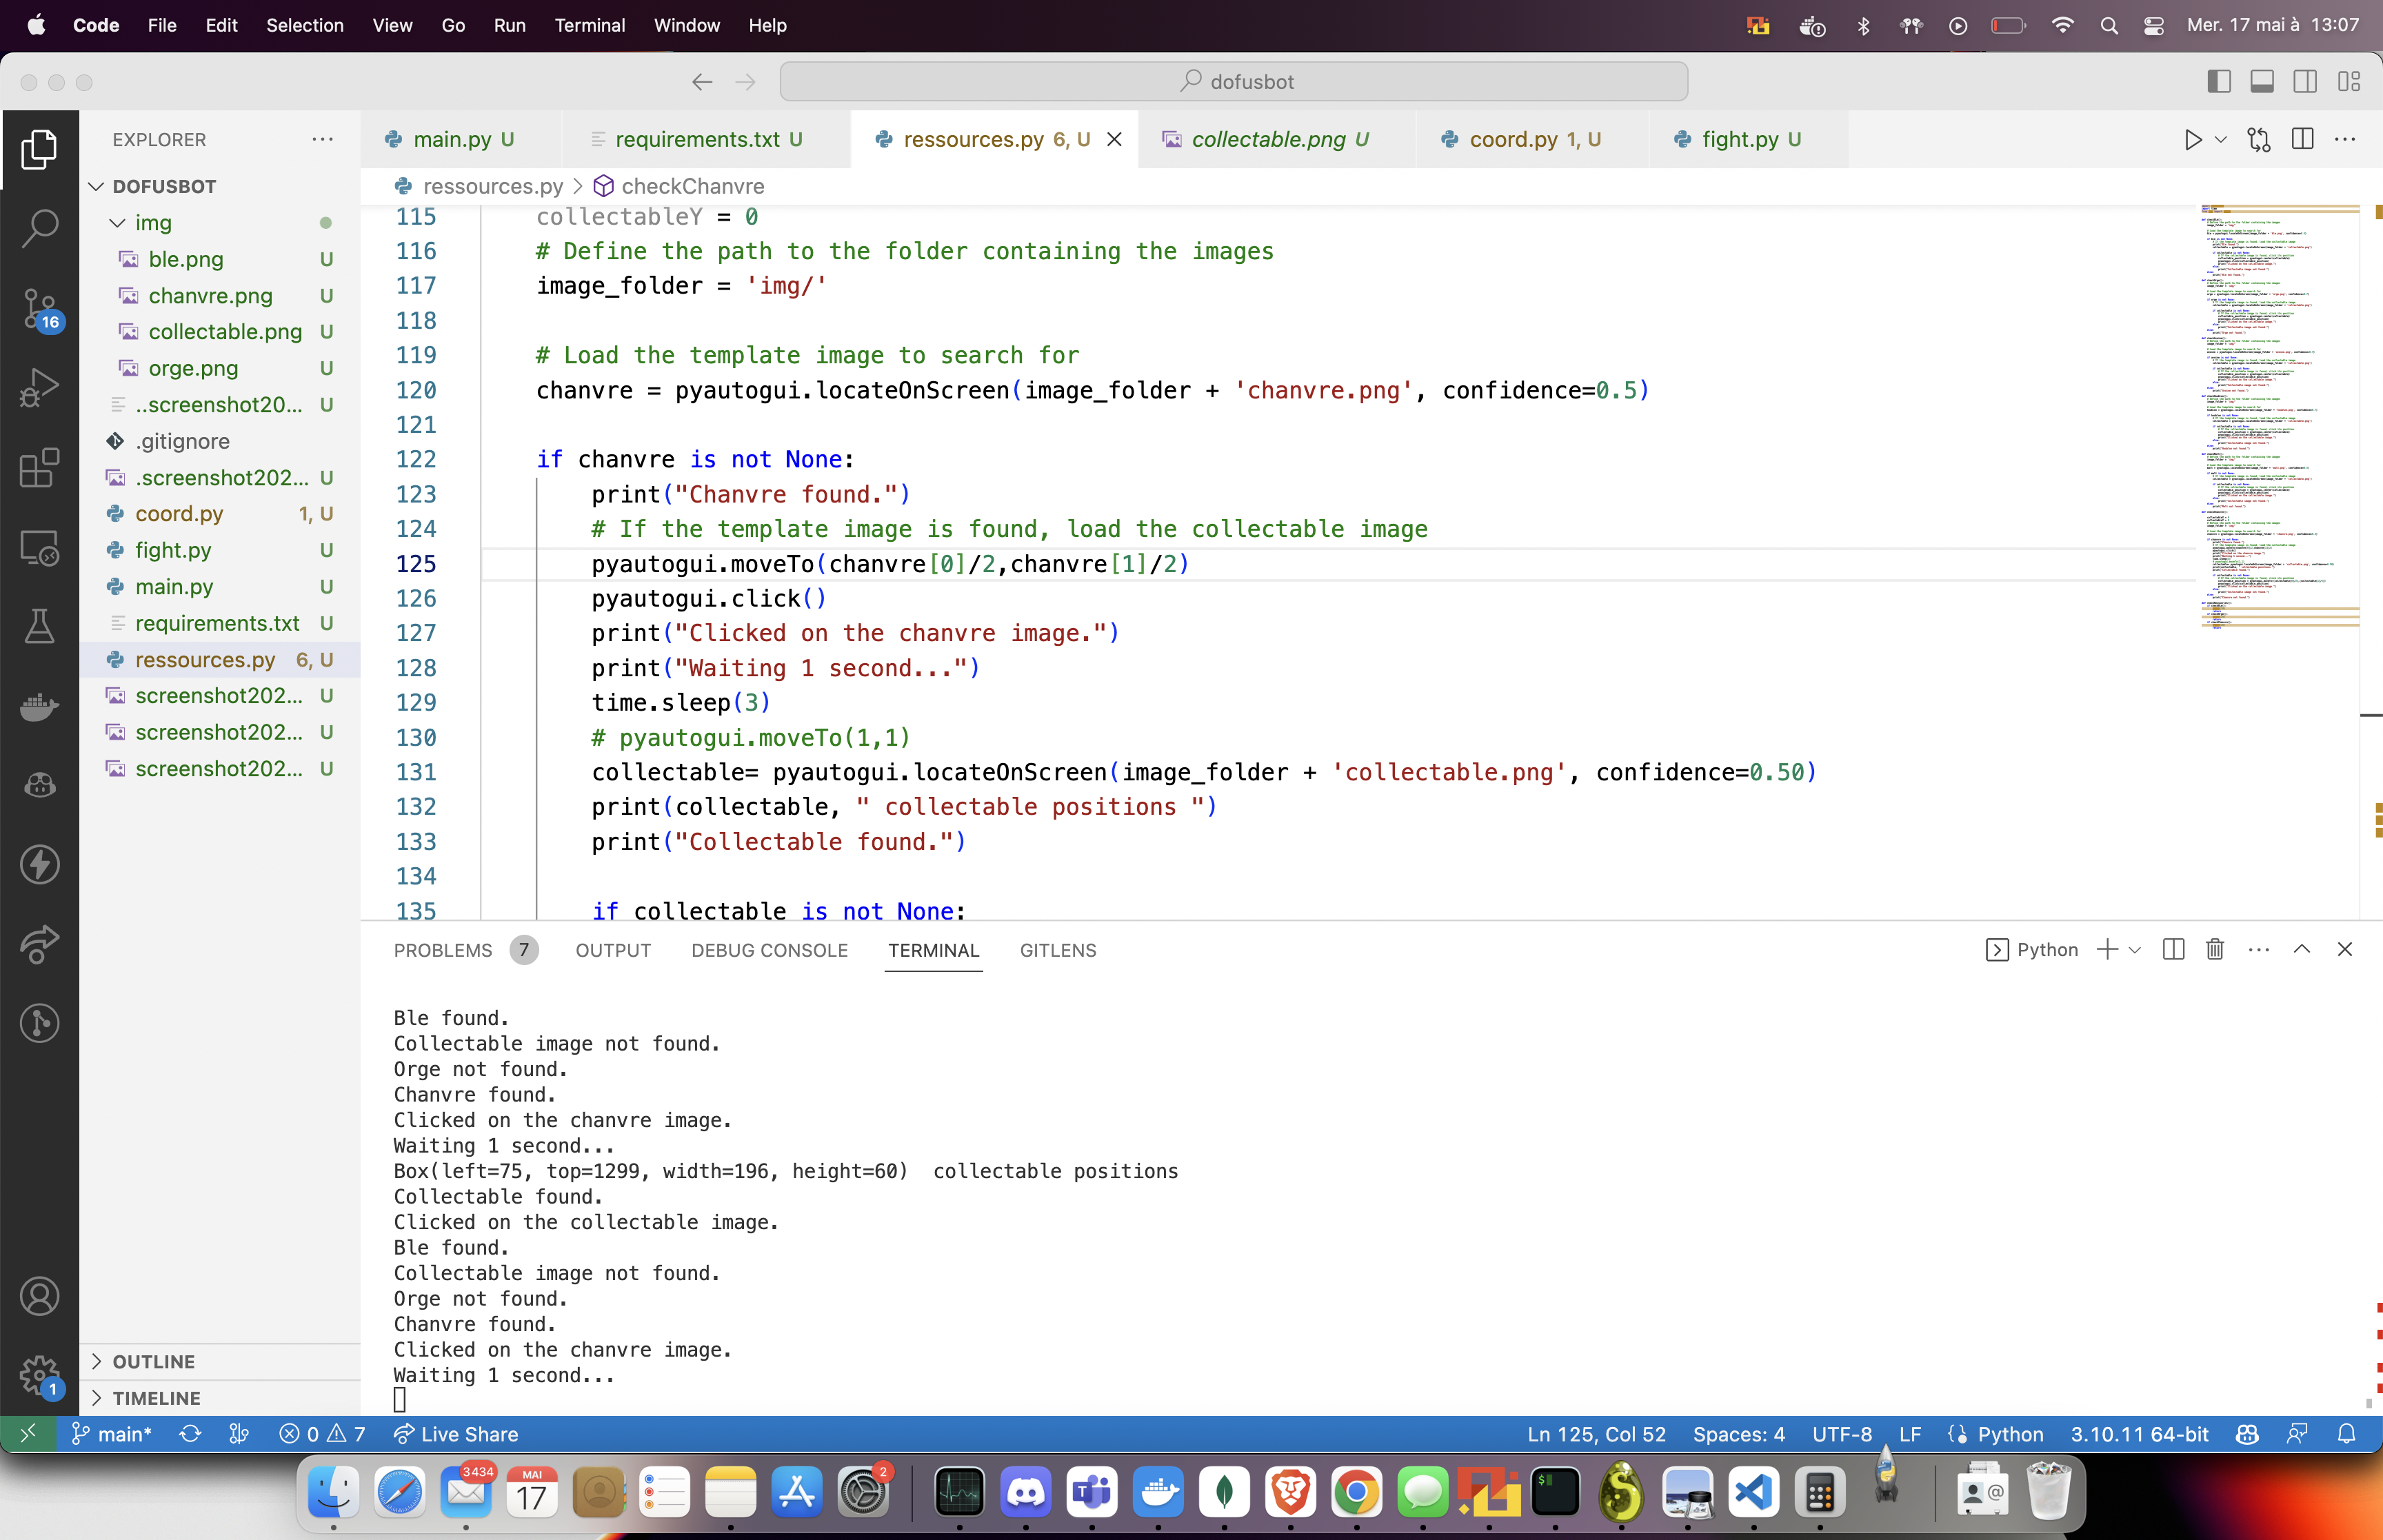 Code File Edit Selection View Go Run Terminal Window Help Mer. 17 mai à 13:07
dofusbot
EXPLORER
main.py U
requirements.txt U
ressources.py 6, U
collectable.png U
coord.py 1, U
fight.py U
DOFUSBOT
img
ble.png U
chanvre.png U
collectable.png U
orge.png U
..screenshot20... U
.gitignore
.screenshot202... U
coord.py 1, U
fight.py U
main.py U
requirements.txt U
ressources.py 6, U
screenshot202... U
screenshot202... U
screenshot202... U
OUTLINE
TIMELINE
16
1
ressources.py > checkChanvre
115 collectableY = 0
116 # Define the path to the folder containing the images
117 image_folder = 'img/'
118
119 # Load the template image to search for
120 chanvre = pyautogui.locateOnScreen(image_folder + 'chanvre.png', confidence=0.5)
121
122 if chanvre is not None:
123 print("Chanvre found.")
124 # If the template image is found, load the collectable image
125 pyautogui.moveTo(chanvre[0]/2,chanvre[1]/2)
126 pyautogui.click()
127 print("Clicked on the chanvre image.")
128 print("Waiting 1 second...")
129 time.sleep(3)
130 # pyautogui.moveTo(1,1)
131 collectable= pyautogui.locateOnScreen(image_folder + 'collectable.png', confidence=0.50)
132 print(collectable, " collectable positions ")
133 print("Collectable found.")
134
135 if collectable is not None:
PROBLEMS 7 OUTPUT DEBUG CONSOLE TERMINAL GITLENS
Python
Ble found.
Collectable image not found.
Orge not found.
Chanvre found.
Clicked on the chanvre image.
Waiting 1 second...
Box(left=75, top=1299, width=196, height=60)  collectable positions
Collectable found.
Clicked on the collectable image.
Ble found.
Collectable image not found.
Orge not found.
Chanvre found.
Clicked on the chanvre image.
Waiting 1 second...
main* 0 7 Live Share Ln 125, Col 52 Spaces: 4 UTF-8 LF Python 3.10.11 64-bit
3434
MAI
17
2